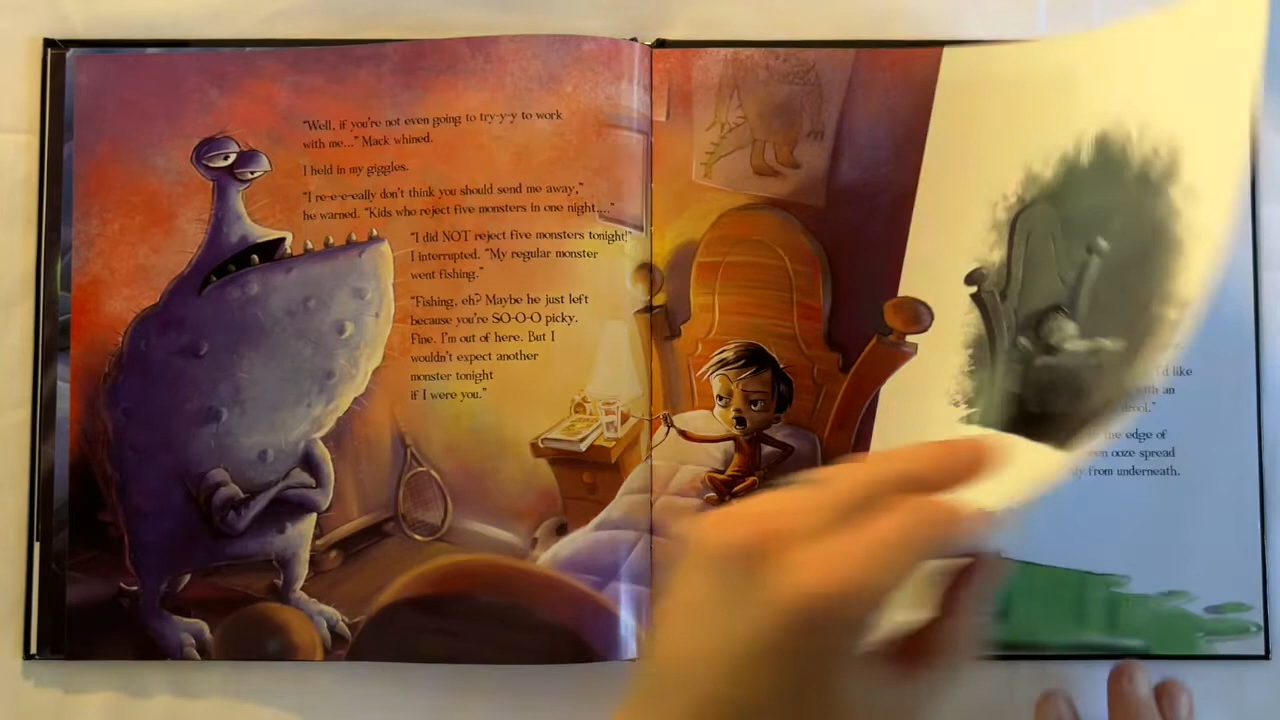 "Well, if you're not even going to try-y-y to work
with me..." Mack whined.
I held in my giggles.
"I re-e-e-eally don't think you should send me away,"
he warned. "Kids who reject five monsters in one night...."
"I did NOT reject five monsters tonight!"
I interrupted. "My regular monster
went fishing."
"Fishing, eh? Maybe he just left
because you're SO-O-O picky.
Fine. I'm out of here. But I
wouldn't expect another
monster tonight
if I were you."
I'd like
with an
drool."
the edge of
ooze spread
from underneath.